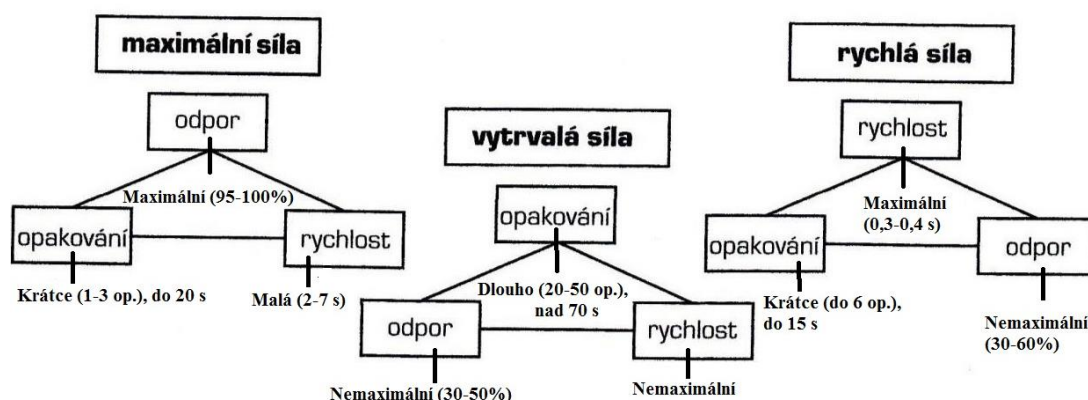 maximální síla
odpor
Maximální (95-100%)
opakování
rychlost
Krátce (1-3 op.), do 20 s
Malá (2-7 s)
vytrvalá síla
opakování
Dlouho (20-50 op.),
nad 70 s
odpor
rychlost
Nemaximální (30-50%)
Nemaximální
rychlá síla
rychlost
Maximální
(0,3-0,4 s)
opakování
odpor
Krátce (do 6 op.),
do 15 s
Nemaximální
(30-60%)